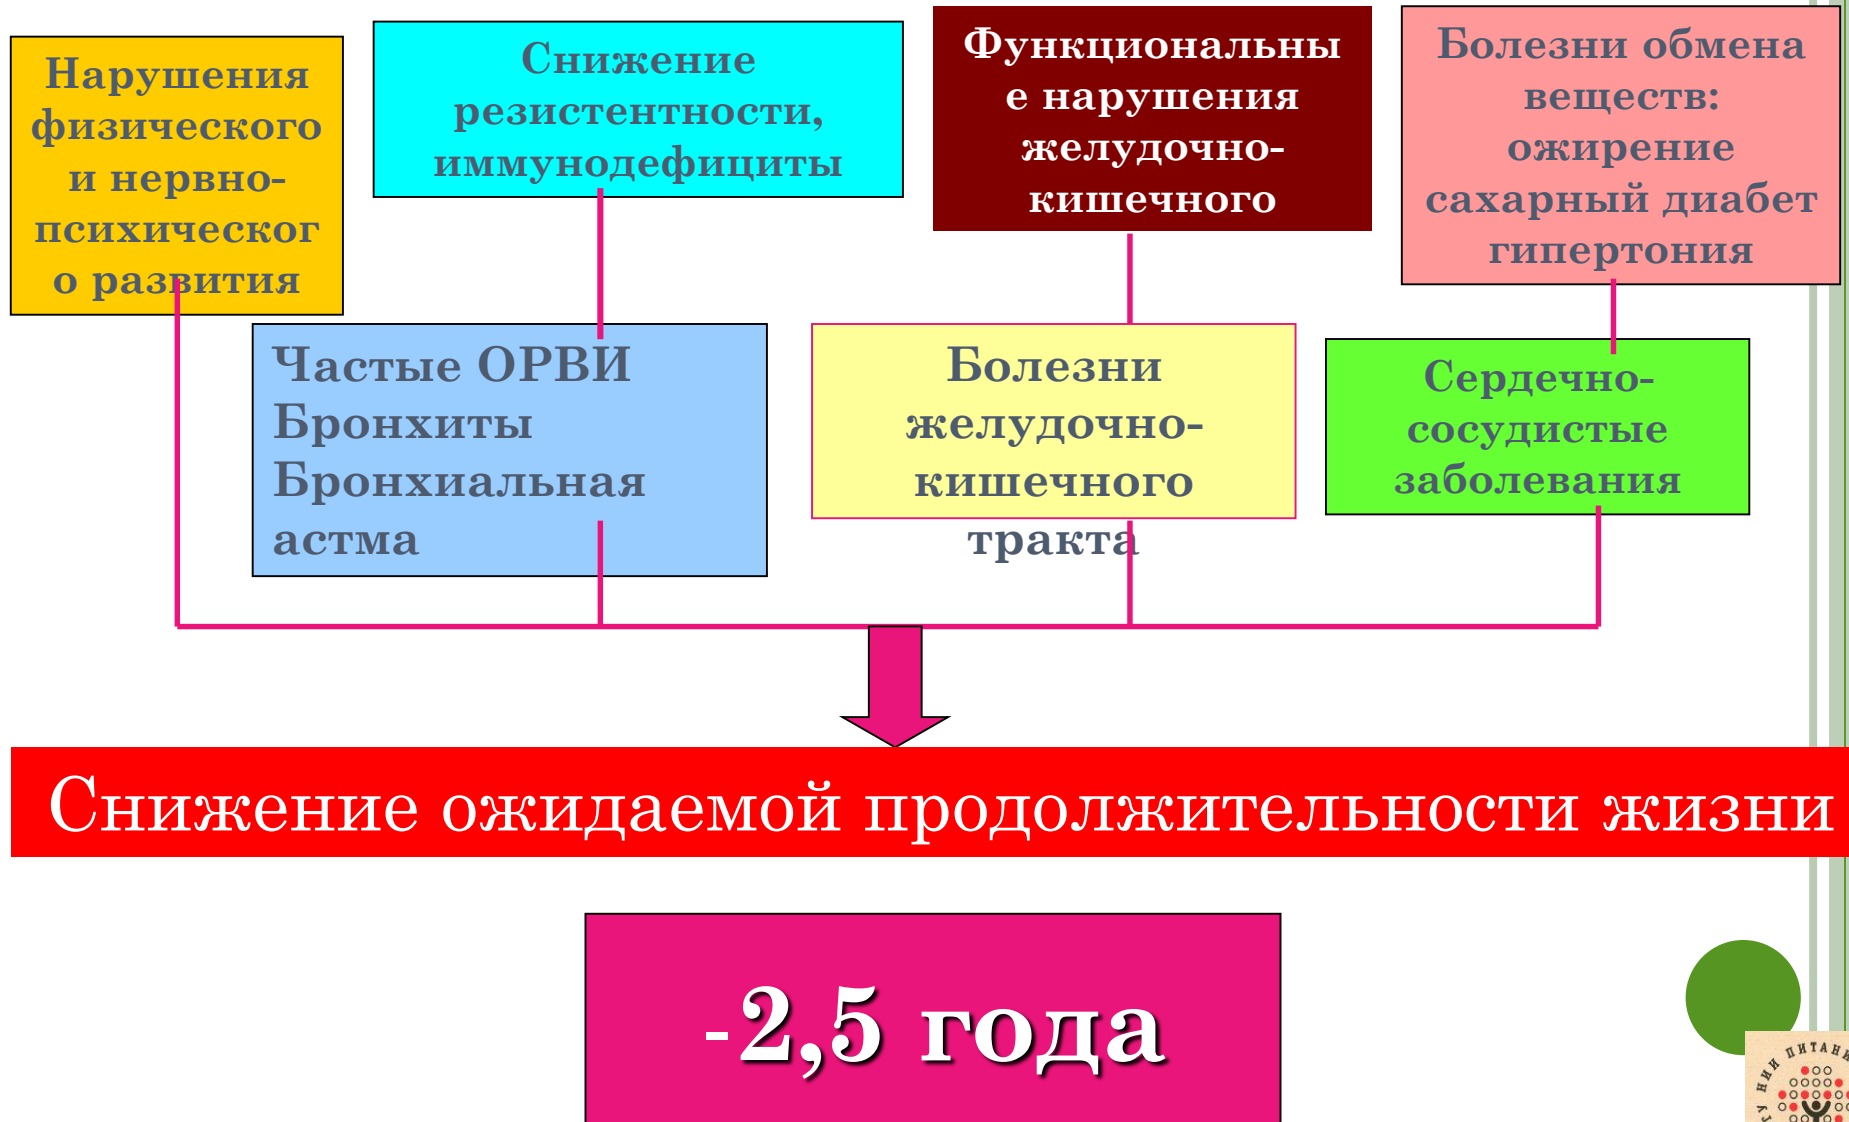 Нарушения
физического
и нервно-
психическог
о развития
Снижение
резистентности,
иммунодефициты
Функциональны
е нарушения
желудочно-
кишечного
Болезни обмена
веществ:
ожирение
сахарный диабет
гипертония
Частые ОРВИ
Бронхиты
Бронхиальная
астма
Болезни
желудочно-
кишечного
тракта
Сердечно-
сосудистые
заболевания
Снижение ожидаемой продолжительности жизни
-2,5 года
НИИ ПИТАНИ